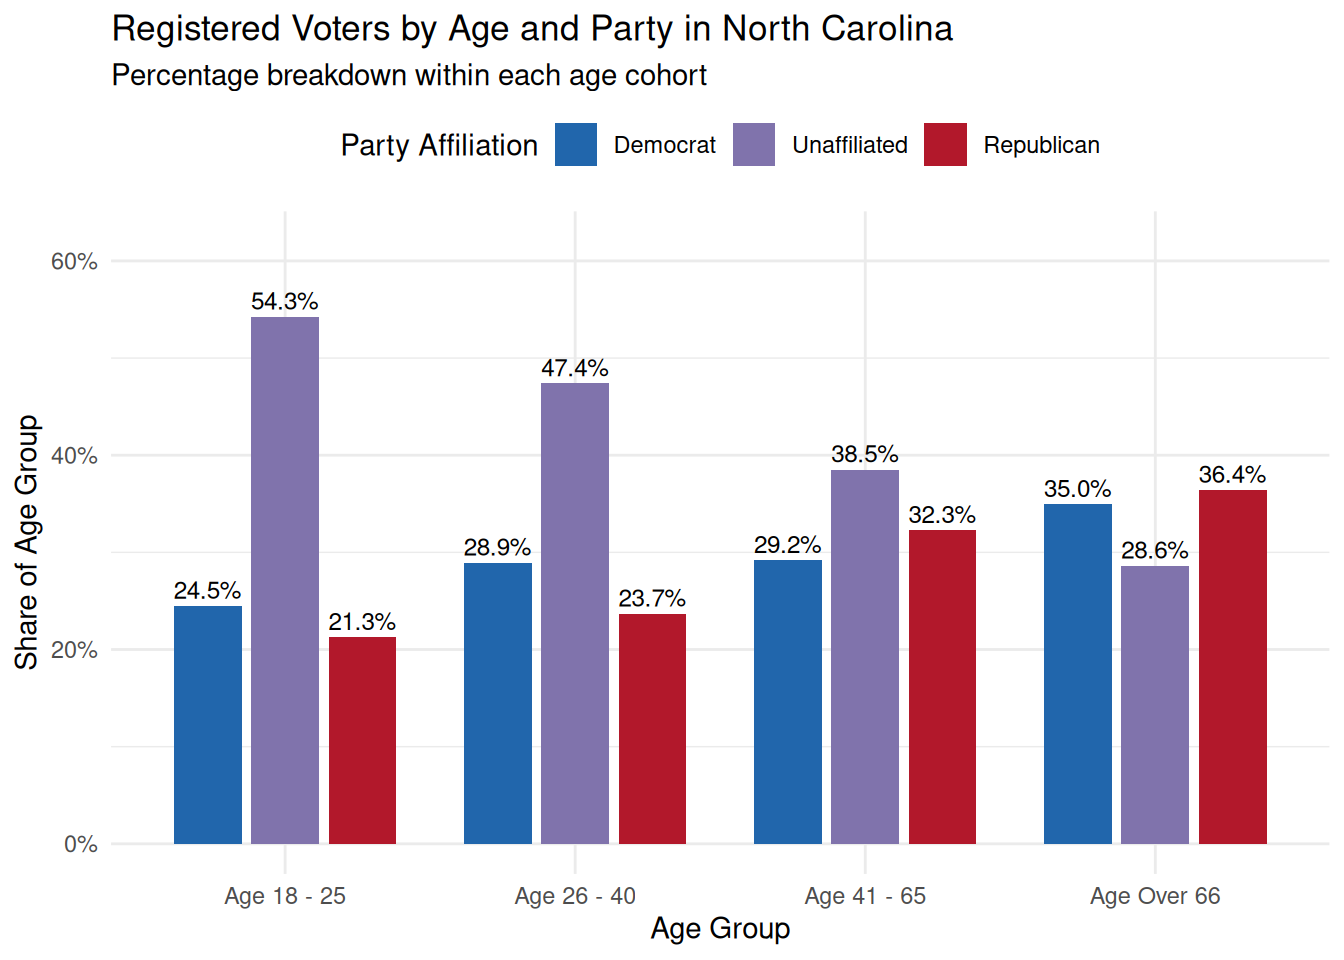 Registered Voters by Age and Party in North Carolina
Percentage breakdown within each age cohort
Party Affiliation Democrat Unaffiliated Republican
Share of Age Group
60%
40%
20%
0%
24.5% 54.3% 21.3%
28.9% 47.4% 23.7%
29.2% 38.5% 32.3%
35.0% 28.6% 36.4%
Age 18 - 25 Age 26 - 40 Age 41 - 65 Age Over 66
Age Group